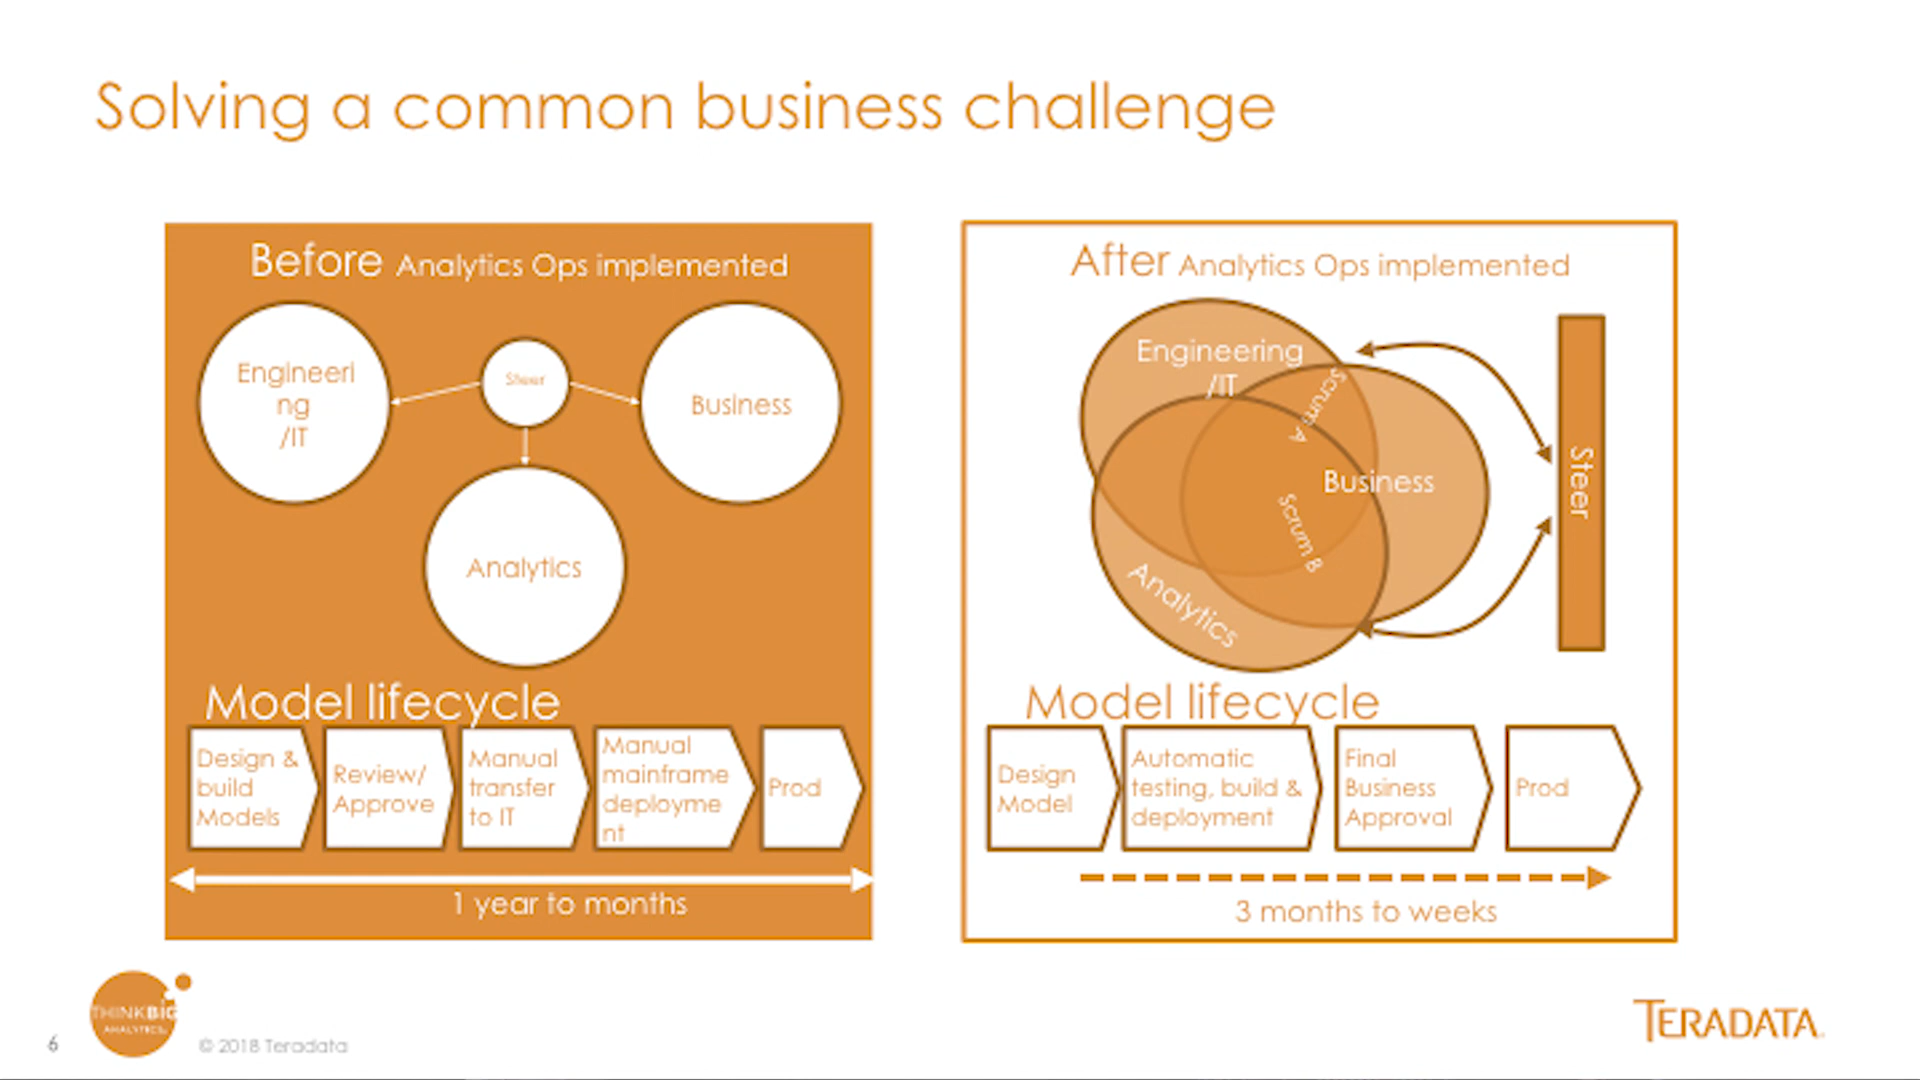 Solving a common business challenge
Before Analytics Ops implemented
Engineeri
ng
/IT
Steer
Business
Analytics
Model lifecycle
Design &
build
Models
Review/
Approve
Manual
transfer
to IT
Manual
mainframe
deployme
nt
Prod
1 year to months
After Analytics Ops implemented
Engineering
/IT
Scrum A
Business
Scrum B
Analytics
Steer
Model lifecycle
Design
Model
Automatic
testing, build &
deployment
Final
Business
Approval
Prod
3 months to weeks
6
THINKBIG
ANALYTICS
© 2018 Teradata
TERADATA.